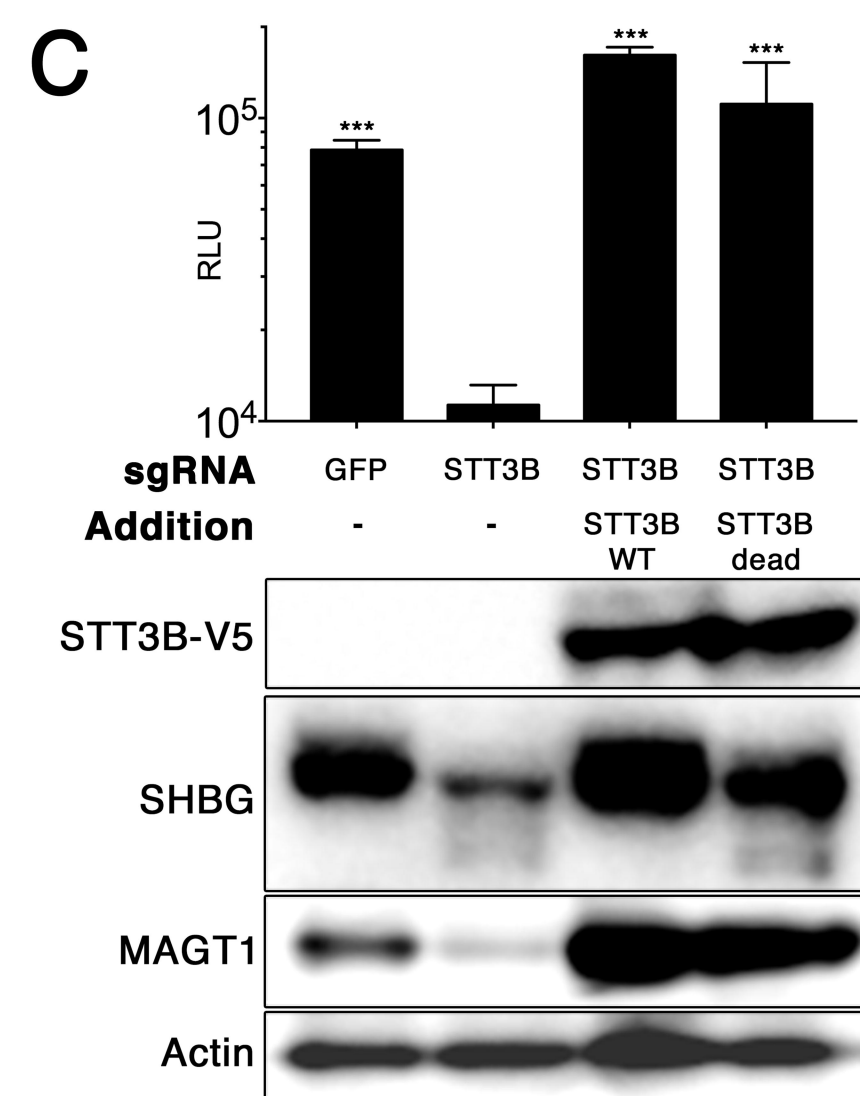 C
*** ***
***
10⁵
RLU
10⁴
sgRNA GFP STT3B STT3B STT3B
Addition - - STT3B STT3B
WT dead
STT3B-V5
SHBG
MAGT1
Actin